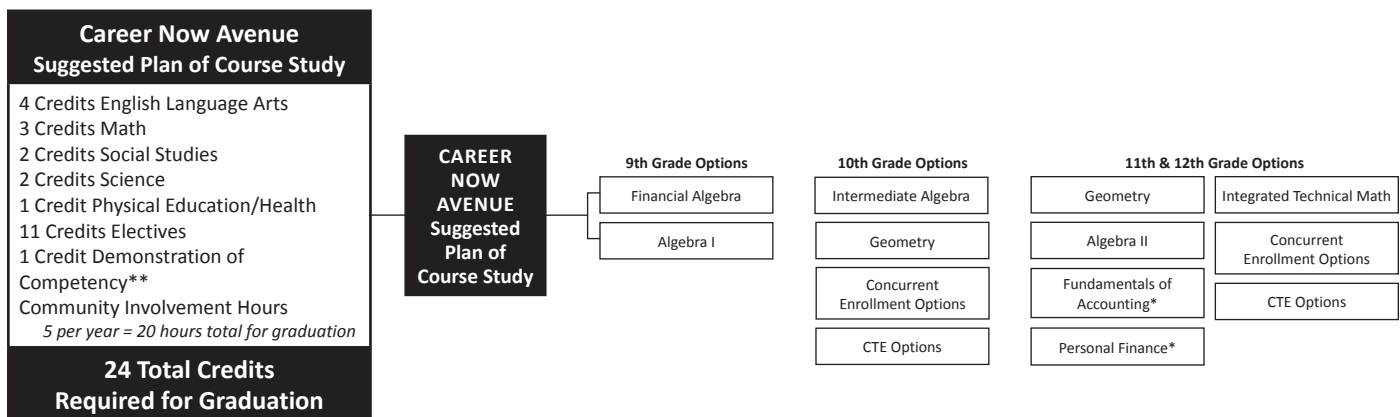 Career Now Avenue
Suggested Plan of Course Study
4 Credits English Language Arts
3 Credits Math
2 Credits Social Studies
2 Credits Science
1 Credit Physical Education/Health
11 Credits Electives
1 Credit Demonstration of
Competency**
Community Involvement Hours
5 per year = 20 hours total for graduation
24 Total Credits
Required for Graduation
CAREER
NOW
AVENUE
Suggested
Plan of
Course Study
9th Grade Options
Financial Algebra
Algebra I
10th Grade Options
Intermediate Algebra
Geometry
Concurrent
Enrollment Options
CTE Options
11th & 12th Grade Options
Geometry
Algebra II
Fundamentals of
Accounting*
Personal Finance*
Integrated Technical Math
Concurrent
Enrollment Options
CTE Options